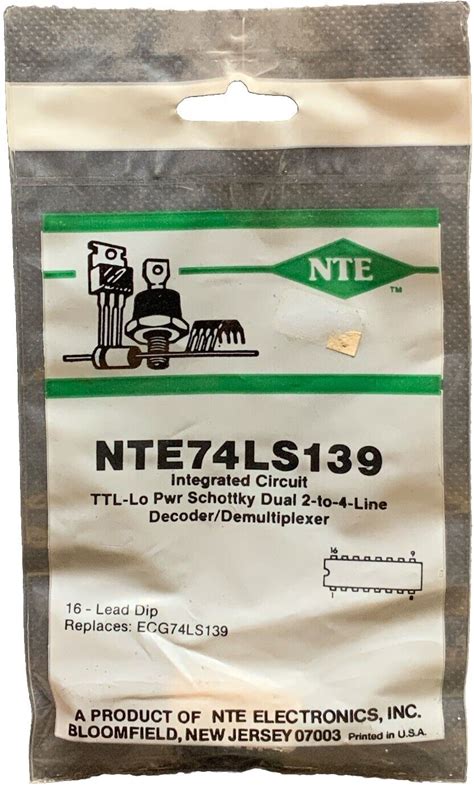 NTE
TM
NTE74LS139
Integrated Circuit
TTL-Lo Pwr Schottky Dual 2-to-4-Line
Decoder/Demultiplexer
16 9
1 8
16 - Lead Dip
Replaces: ECG74LS139
A PRODUCT OF NTE ELECTRONICS, INC.
BLOOMFIELD, NEW JERSEY 07003 Printed in U.S.A.